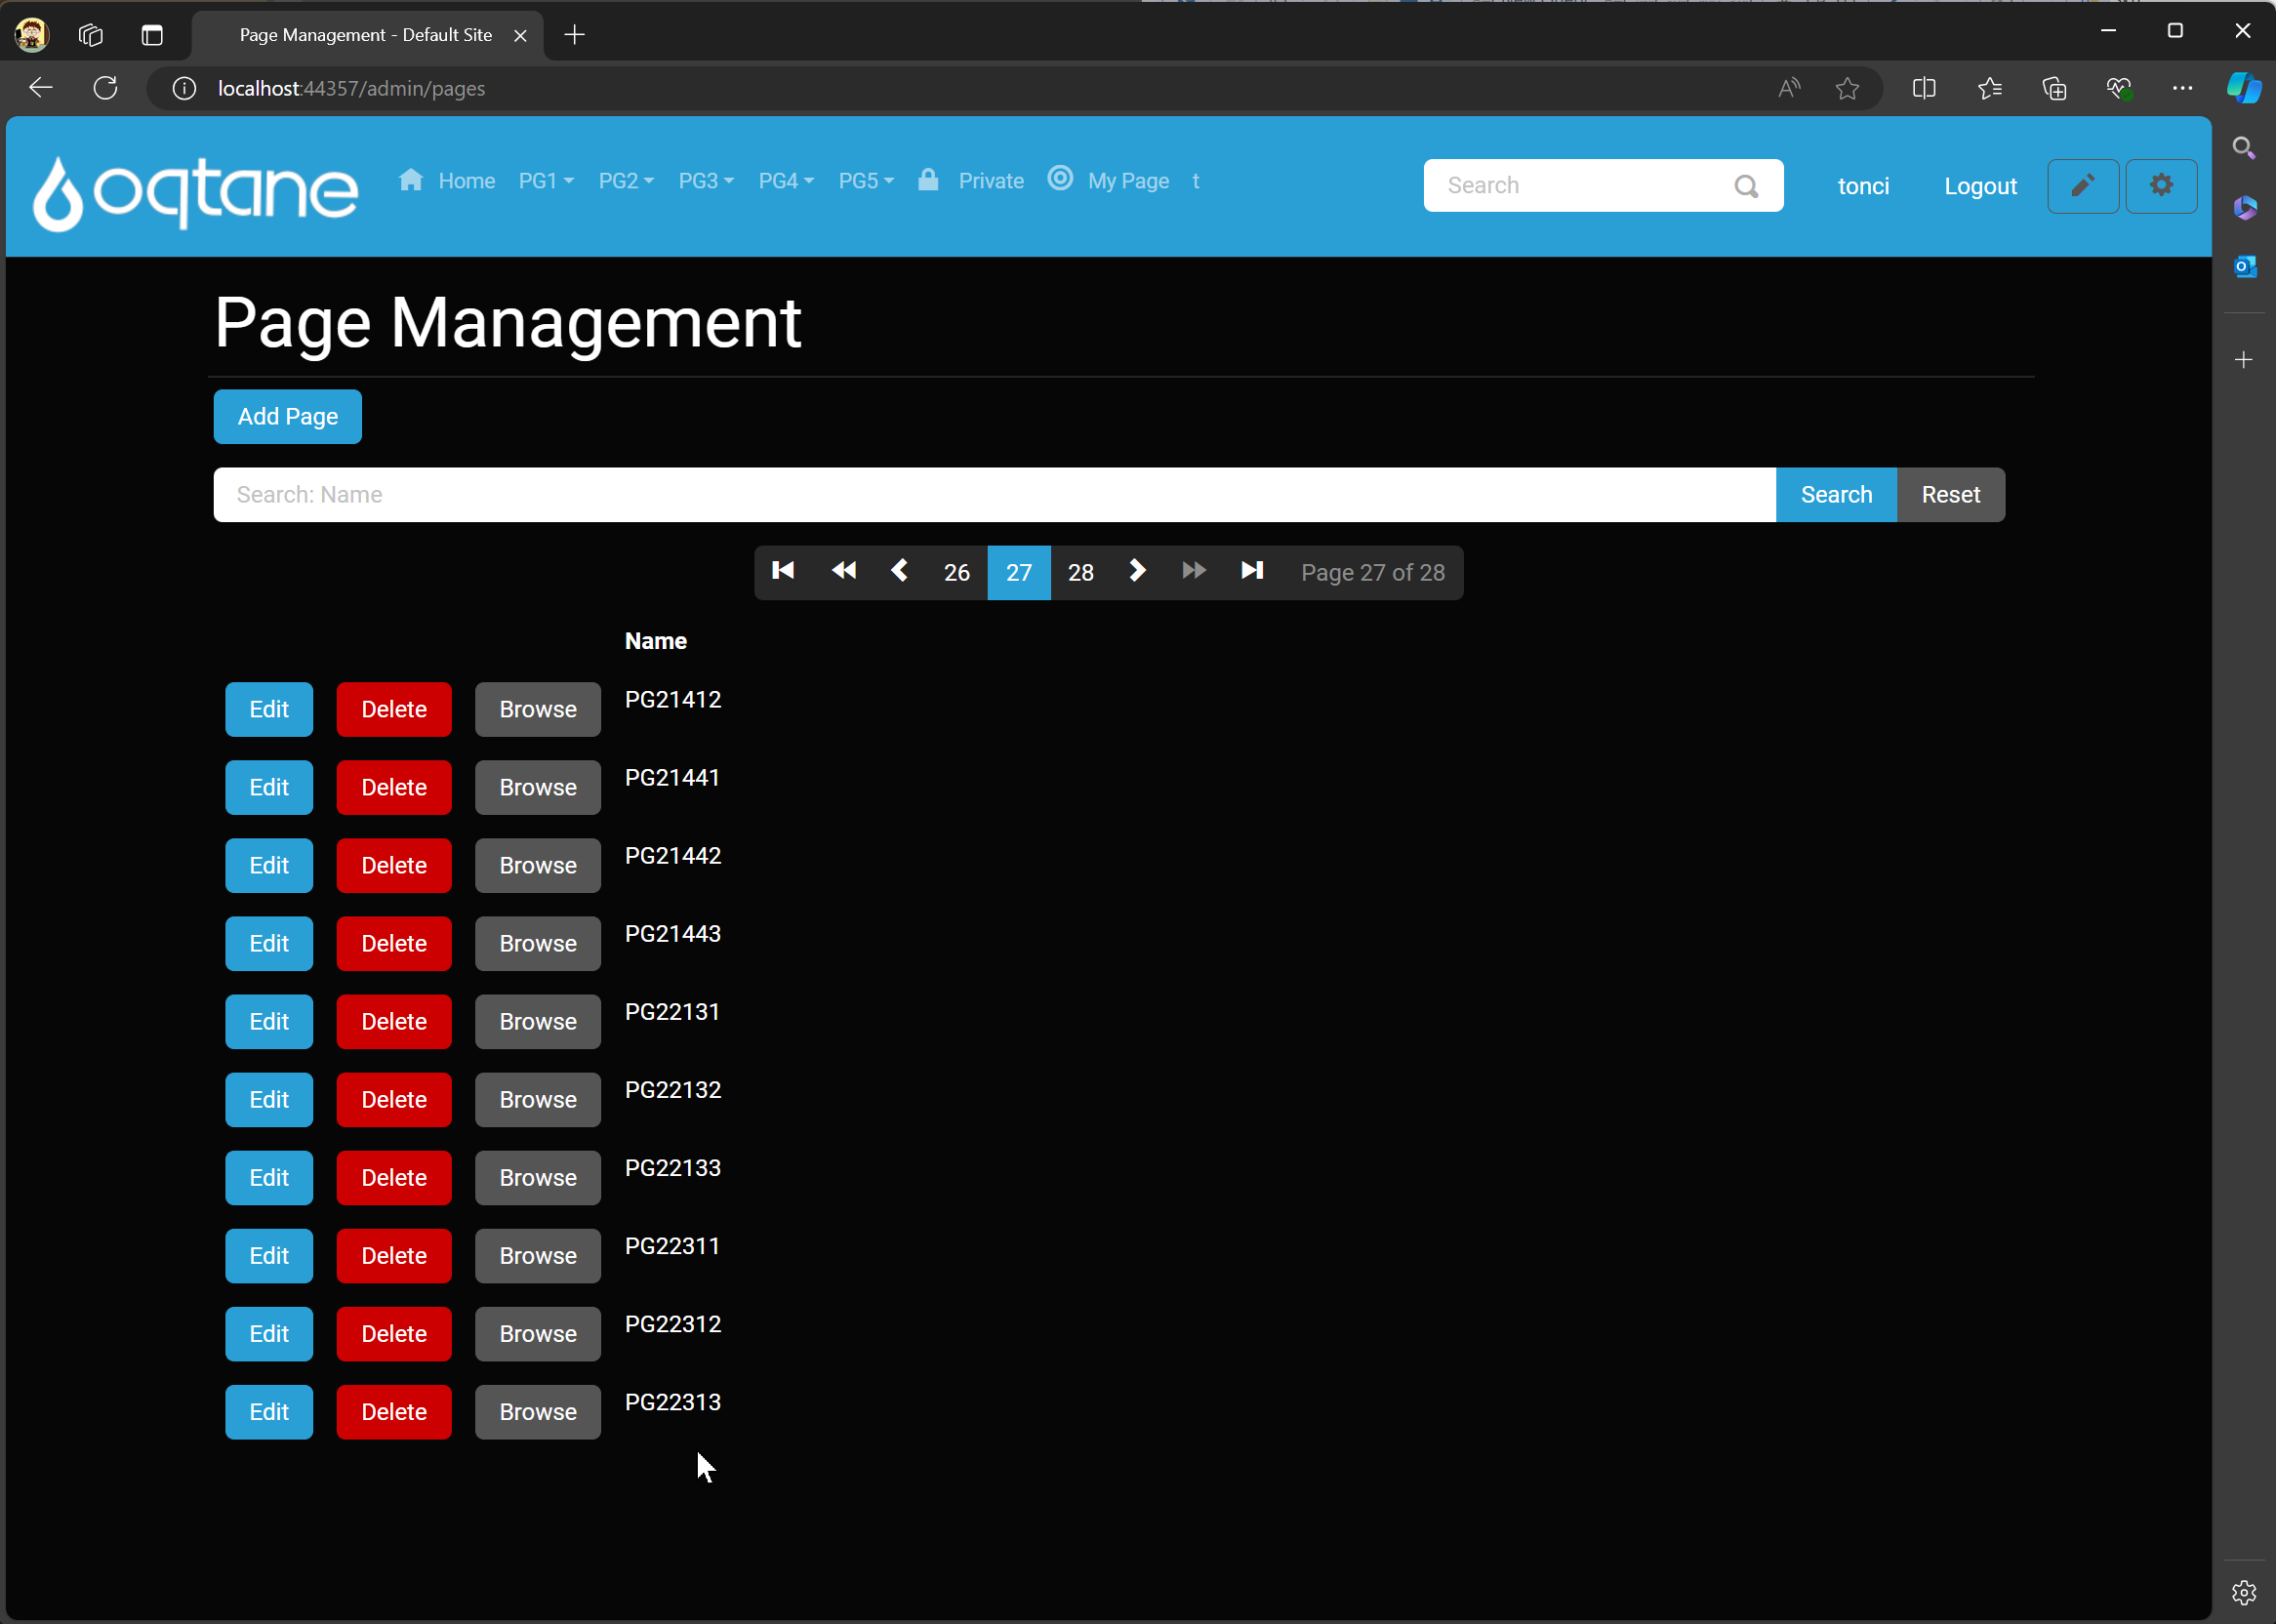 Page Management - Default Site
localhost:44357/admin/pages
oqtane
Home PG1 PG2 PG3 PG4 PG5 Private My Page t
Search
tonci Logout
Page Management
Add Page
Search: Name
Search Reset
26 27 28 Page 27 of 28
Name
Edit Delete Browse PG21412
Edit Delete Browse PG21441
Edit Delete Browse PG21442
Edit Delete Browse PG21443
Edit Delete Browse PG22131
Edit Delete Browse PG22132
Edit Delete Browse PG22133
Edit Delete Browse PG22311
Edit Delete Browse PG22312
Edit Delete Browse PG22313